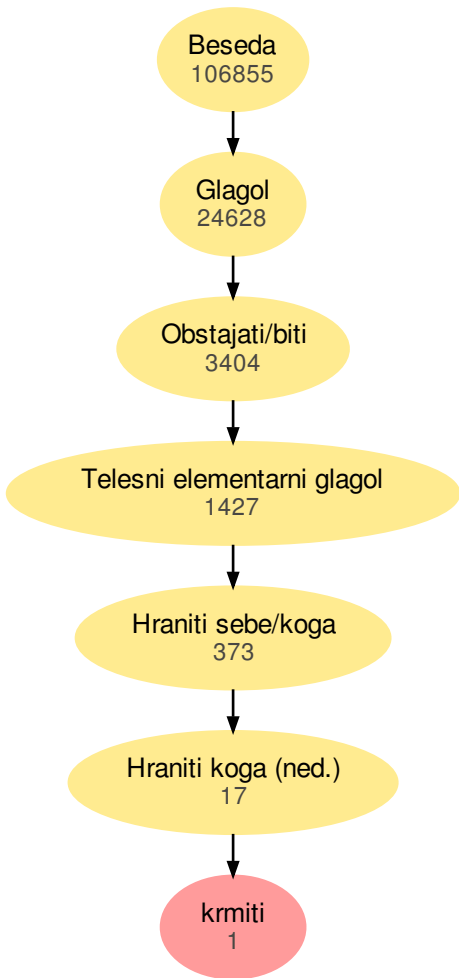 Beseda
106855
Glagol
24628
Obstajati/biti
3404
Telesni elementarni glagol
1427
Hraniti sebe/koga
373
Hraniti koga (ned.)
17
krmiti
1